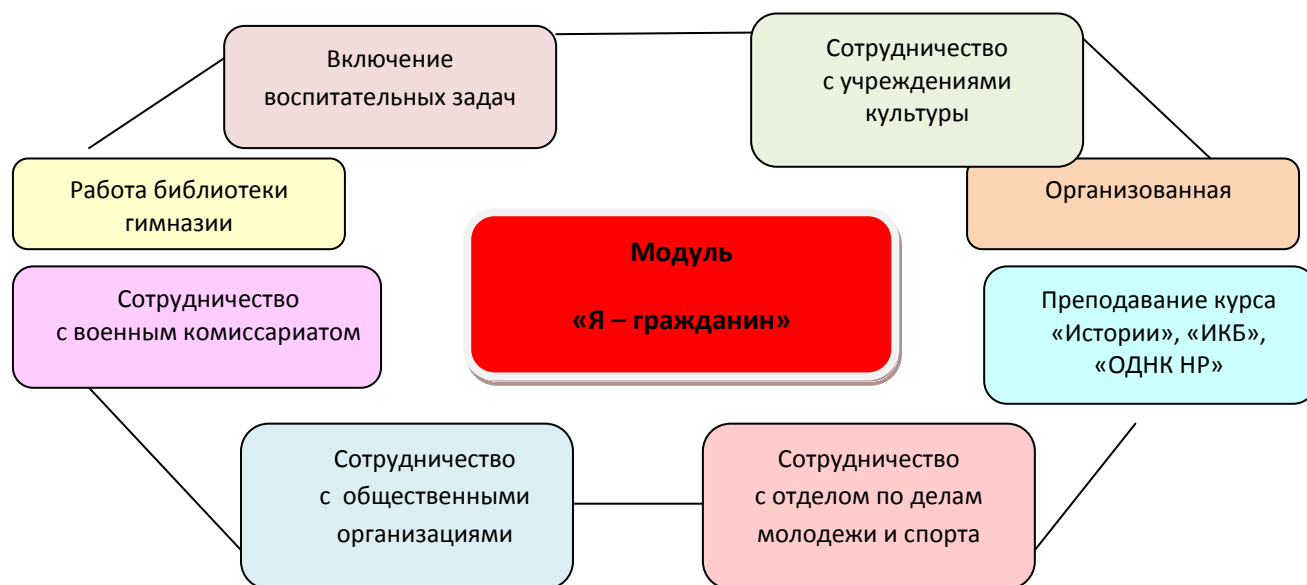 Включение
воспитательных задач
Сотрудничество
с учреждениями
культуры
Работа библиотеки
гимназии
Организованная
Модуль
«Я – гражданин»
Сотрудничество
с военным комиссариатом
Преподавание курса
«Истории», «ИКБ»,
«ОДНК НР»
Сотрудничество
с общественными
организациями
Сотрудничество
с отделом по делам
молодежи и спорта